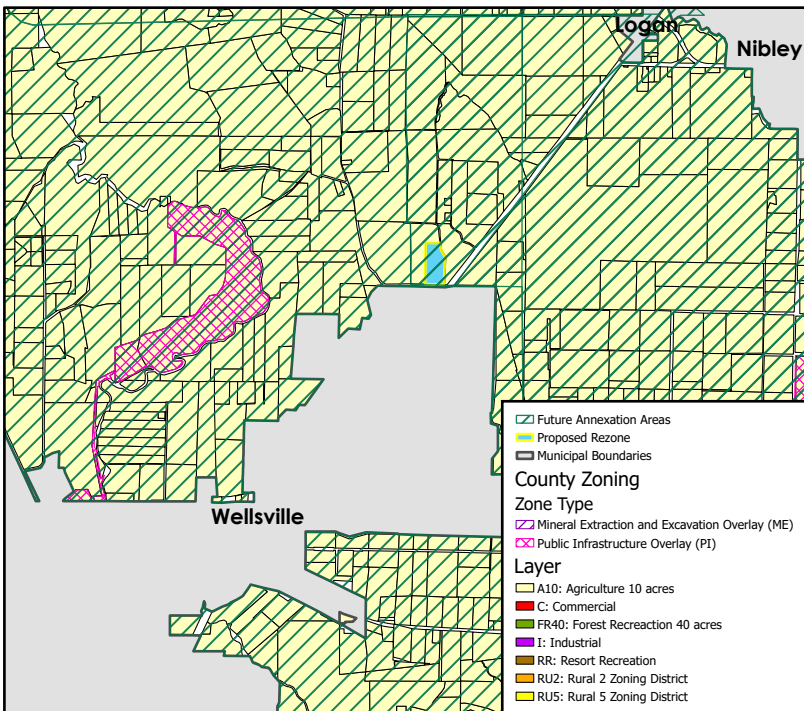 Logan
Nibley
Wellsville
Future Annexation Areas
Proposed Rezone
Municipal Boundaries
County Zoning
Zone Type
Mineral Extraction and Excavation Overlay (ME)
Public Infrastructure Overlay (PI)
Layer
A10: Agriculture 10 acres
C: Commercial
FR40: Forest Recreaction 40 acres
I: Industrial
RR: Resort Recreation
RU2: Rural 2 Zoning District
RU5: Rural 5 Zoning District